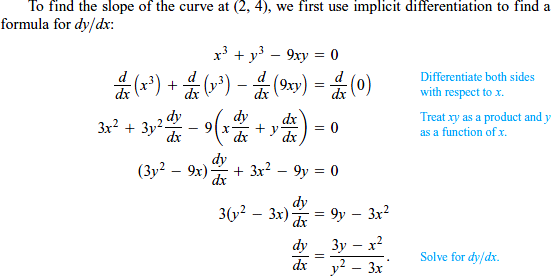 To find the slope of the curve at (2, 4), we first use implicit differentiation to find a
formula for dy/dx:
x³ + y³ − 9xy = 0
d/dx (x³) + d/dx (y³) − d/dx (9xy) = d/dx (0)
Differentiate both sides
with respect to x.
3x² + 3y² dy/dx − 9(x dy/dx + y dx/dx) = 0
Treat xy as a product and y
as a function of x.
(3y² − 9x) dy/dx + 3x² − 9y = 0
3(y² − 3x) dy/dx = 9y − 3x²
dy/dx = (3y − x²)/(y² − 3x).
Solve for dy/dx.